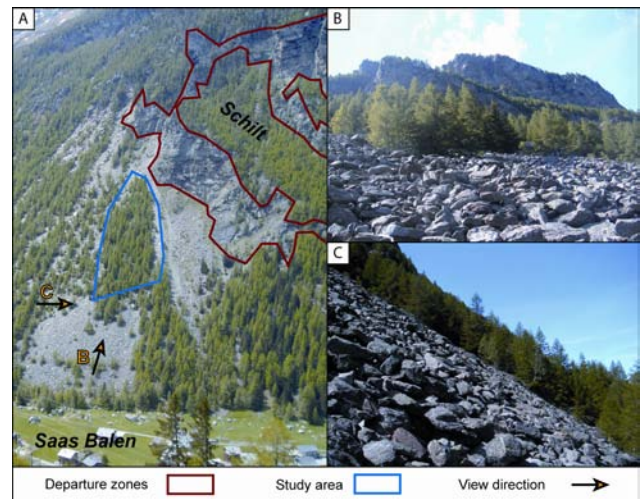 A
B
C
Schilt
C
B
Saas Balen
Departure zones
Study area
View direction